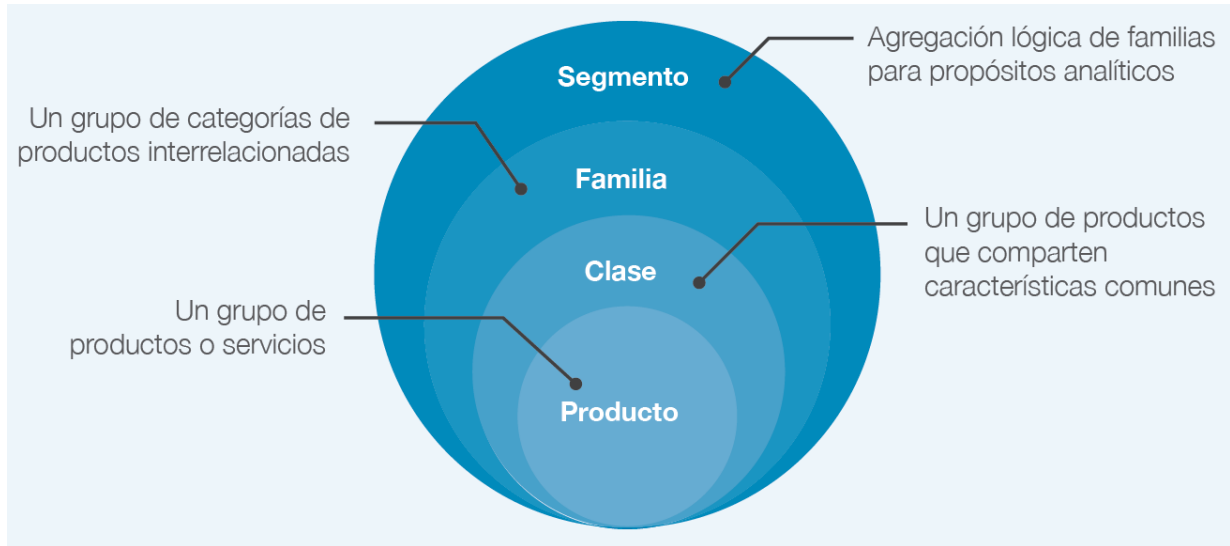 Segmento
Agregación lógica de familias
para propósitos analíticos
Un grupo de categorías de
productos interrelacionadas
Familia
Un grupo de productos
que comparten
características comunes
Clase
Un grupo de
productos o servicios
Producto